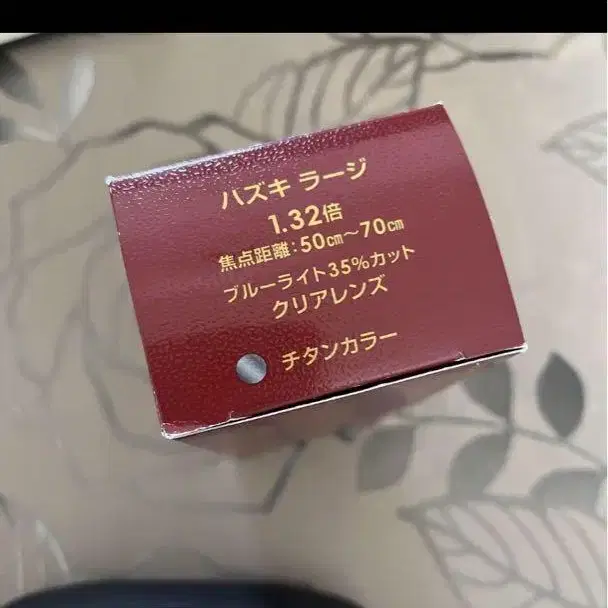 ハズキ ラージ
1.32倍
焦点距離:50㎝〜70㎝
ブルーライト35%カット
クリアレンズ
チタンカラー